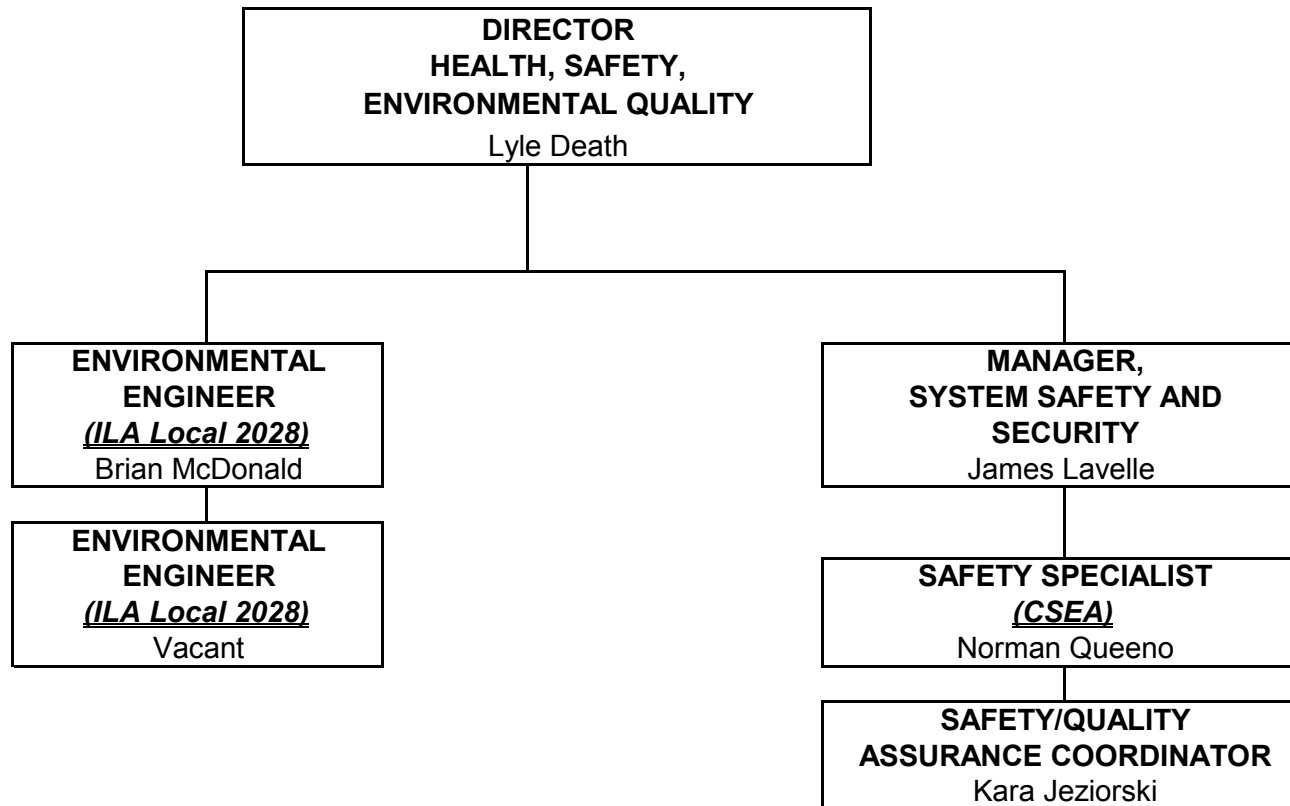 DIRECTOR
HEALTH, SAFETY,
ENVIRONMENTAL QUALITY
Lyle Death
ENVIRONMENTAL
ENGINEER
(ILA Local 2028)
Brian McDonald
ENVIRONMENTAL
ENGINEER
(ILA Local 2028)
Vacant
MANAGER,
SYSTEM SAFETY AND
SECURITY
James Lavelle
SAFETY SPECIALIST
(CSEA)
Norman Queeno
SAFETY/QUALITY
ASSURANCE COORDINATOR
Kara Jeziorski